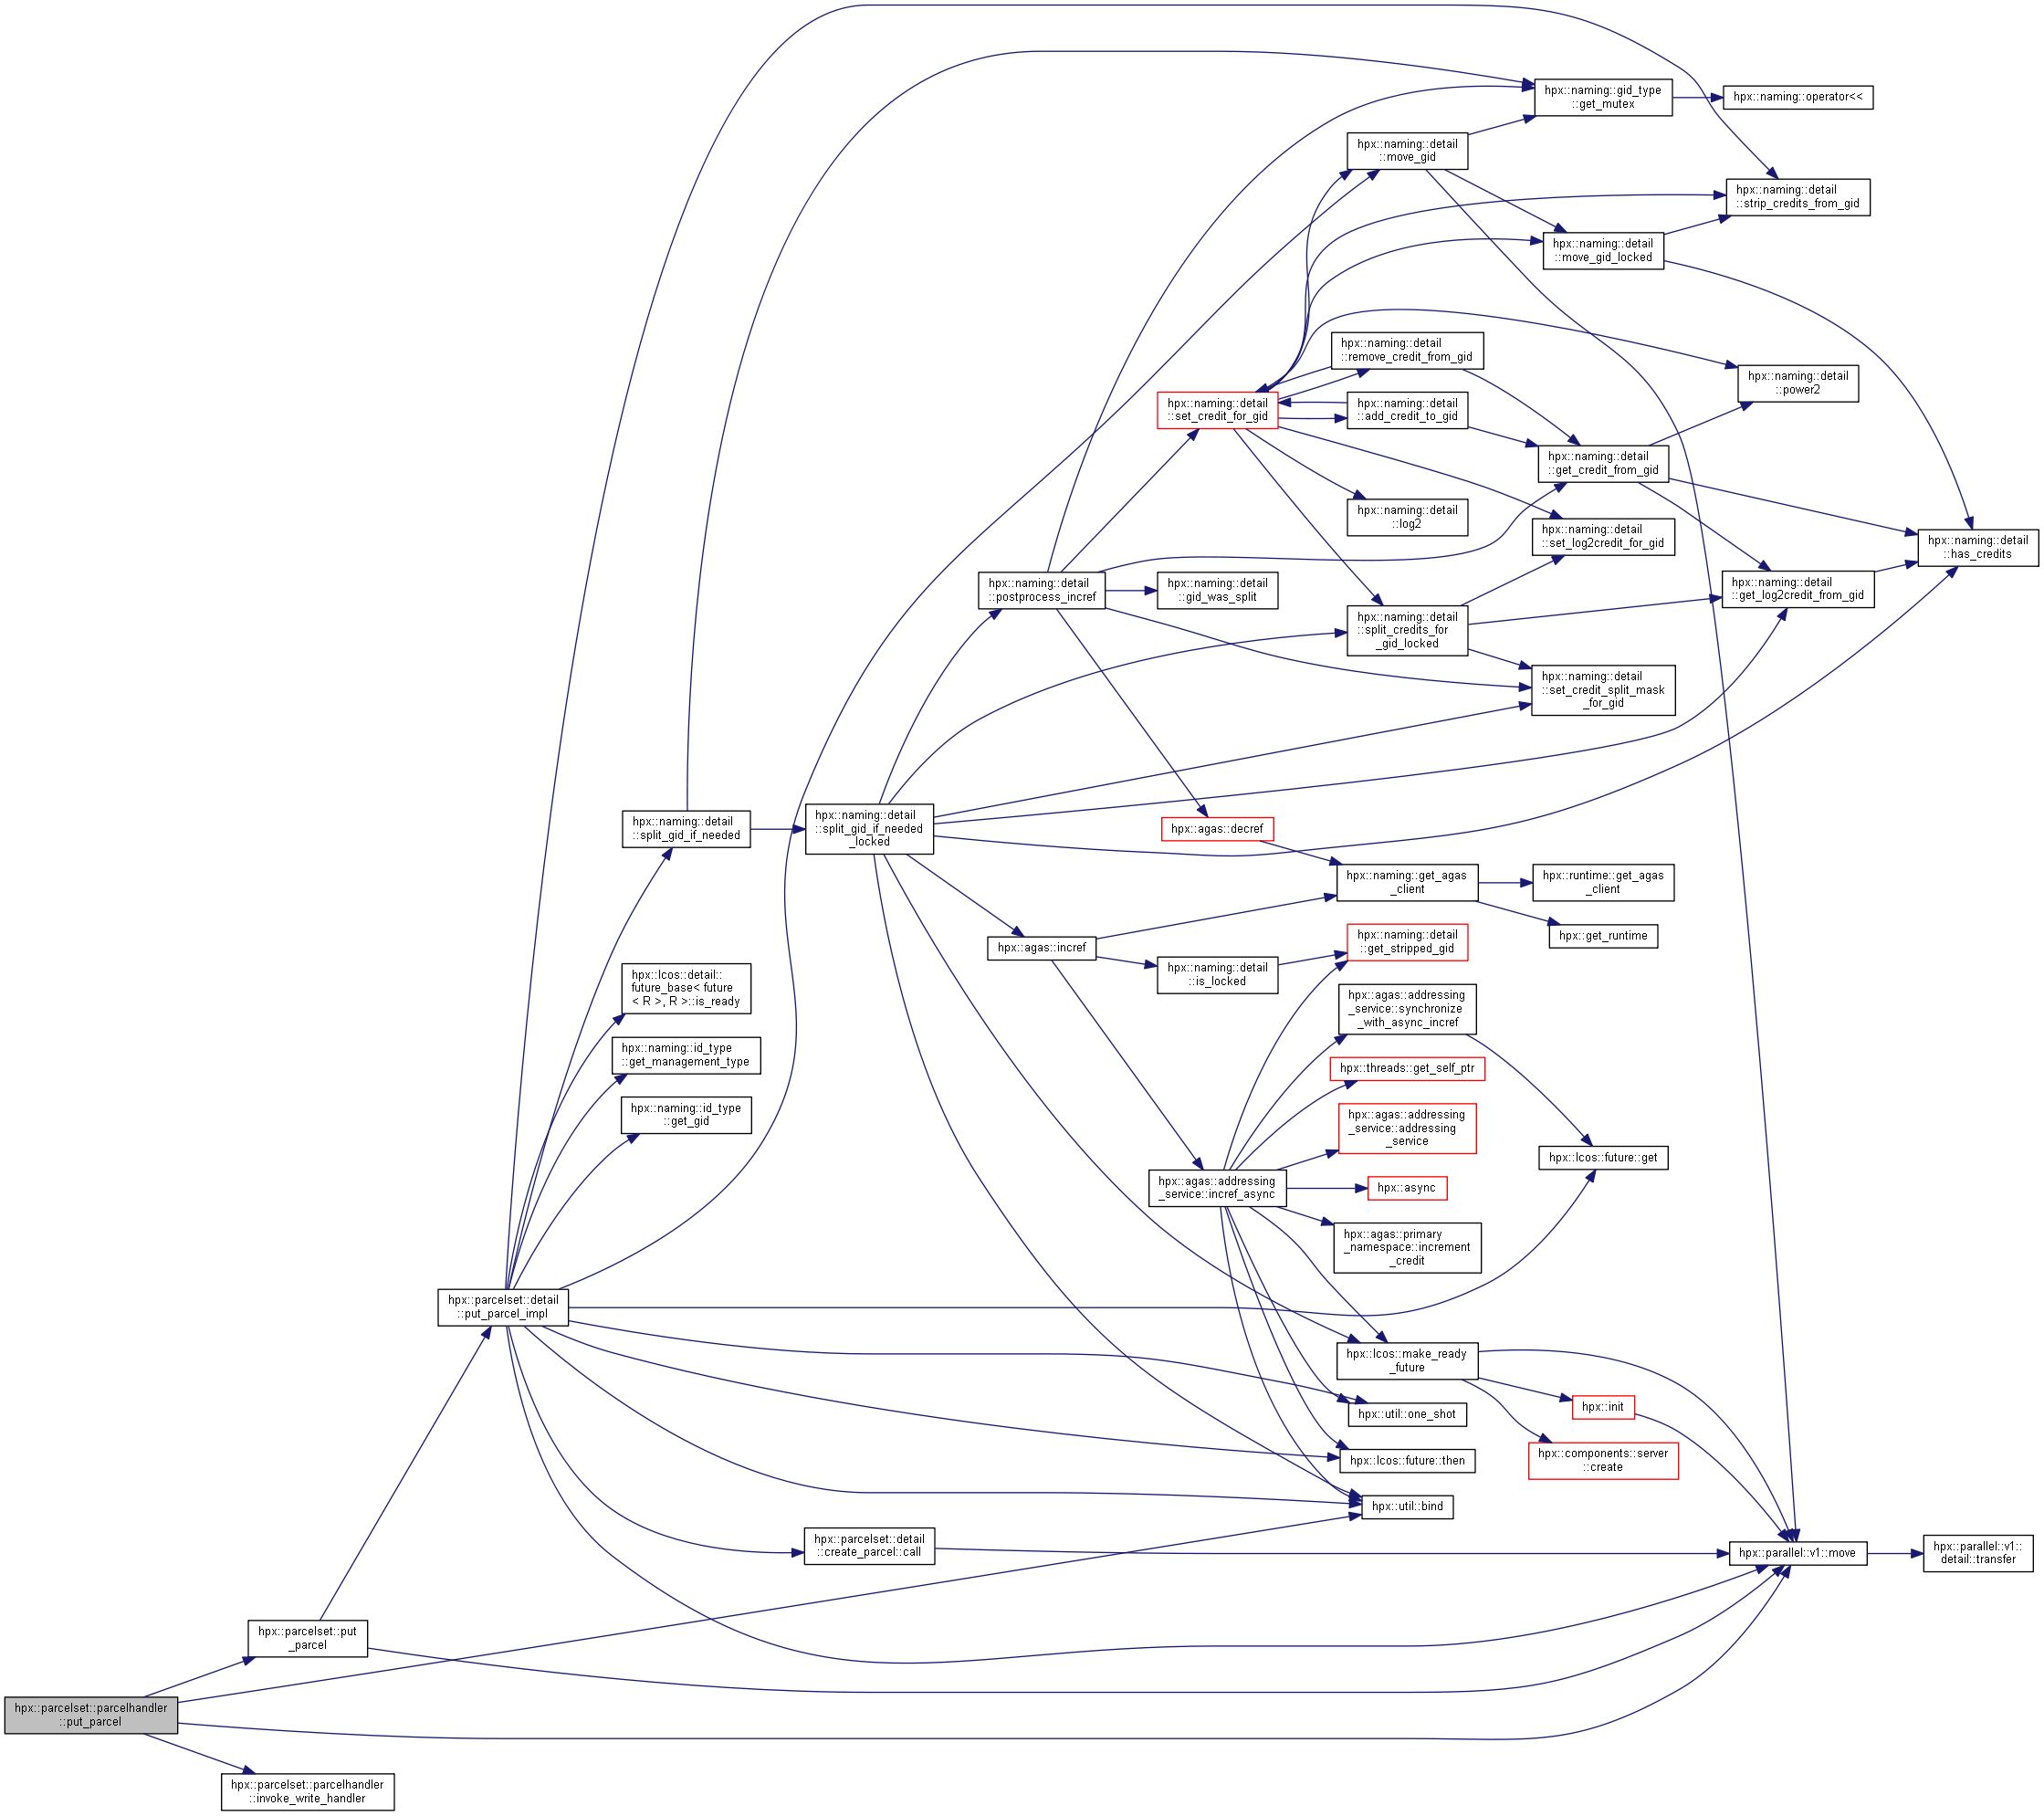 hpx::naming::gid_type
::get_mutex
hpx::naming::operator<<
hpx::naming::detail
::move_gid
hpx::naming::detail
::strip_credits_from_gid
hpx::naming::detail
::move_gid_locked
hpx::naming::detail
::remove_credit_from_gid
hpx::naming::detail
::power2
hpx::naming::detail
::set_credit_for_gid
hpx::naming::detail
::add_credit_to_gid
hpx::naming::detail
::get_credit_from_gid
hpx::naming::detail
::log2
hpx::naming::detail
::set_log2credit_for_gid
hpx::naming::detail
::has_credits
hpx::naming::detail
::postprocess_incref
hpx::naming::detail
::gid_was_split
hpx::naming::detail
::get_log2credit_from_gid
hpx::naming::detail
::split_credits_for
_gid_locked
hpx::naming::detail
::set_credit_split_mask
_for_gid
hpx::naming::detail
::split_gid_if_needed
hpx::naming::detail
::split_gid_if_needed
_locked
hpx::agas::decref
hpx::naming::get_agas
_client
hpx::runtime::get_agas
_client
hpx::get_runtime
hpx::agas::incref
hpx::naming::detail
::get_stripped_gid
hpx::naming::detail
::is_locked
hpx::lcos::detail::
future_base< future
< R >, R >::is_ready
hpx::agas::addressing
_service::synchronize
_with_async_incref
hpx::naming::id_type
::get_management_type
hpx::threads::get_self_ptr
hpx::naming::id_type
::get_gid
hpx::agas::addressing
_service::addressing
_service
hpx::lcos::future::get
hpx::agas::addressing
_service::incref_async
hpx::async
hpx::agas::primary
_namespace::increment
_credit
hpx::parcelset::detail
::put_parcel_impl
hpx::lcos::make_ready
_future
hpx::init
hpx::util::one_shot
hpx::components::server
::create
hpx::lcos::future::then
hpx::util::bind
hpx::parcelset::detail
::create_parcel::call
hpx::parallel::v1::move
hpx::parallel::v1::
detail::transfer
hpx::parcelset::put
_parcel
hpx::parcelset::parcelhandler
::put_parcel
hpx::parcelset::parcelhandler
::invoke_write_handler